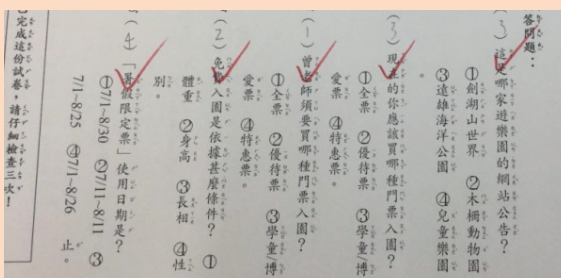 答問題：
(3) 這是哪家遊樂園的網站公告？
①劍湖山世界 ②木柵動物園
③遠雄海洋公園 ④兒童樂園
。
(3) 現在的你應該買哪種門票入園？
①全票 ②優待票 ③學童/博
愛票 ④特惠票。
(1) 曾老師須要買哪種門票入園？
①全票 ②優待票 ③學童/博
愛票 ④特惠票。
(2) 免費入園是依據甚麼條件？ ①
體重 ②身高 ③長相 ④性
別。
(4) 「暑假限定票」使用日期是？
①7/1~8/30 ②7/11~8/11 ③
7/1~8/25 ④7/1~8/26 止。
完成這份試卷。請仔細檢查三次！